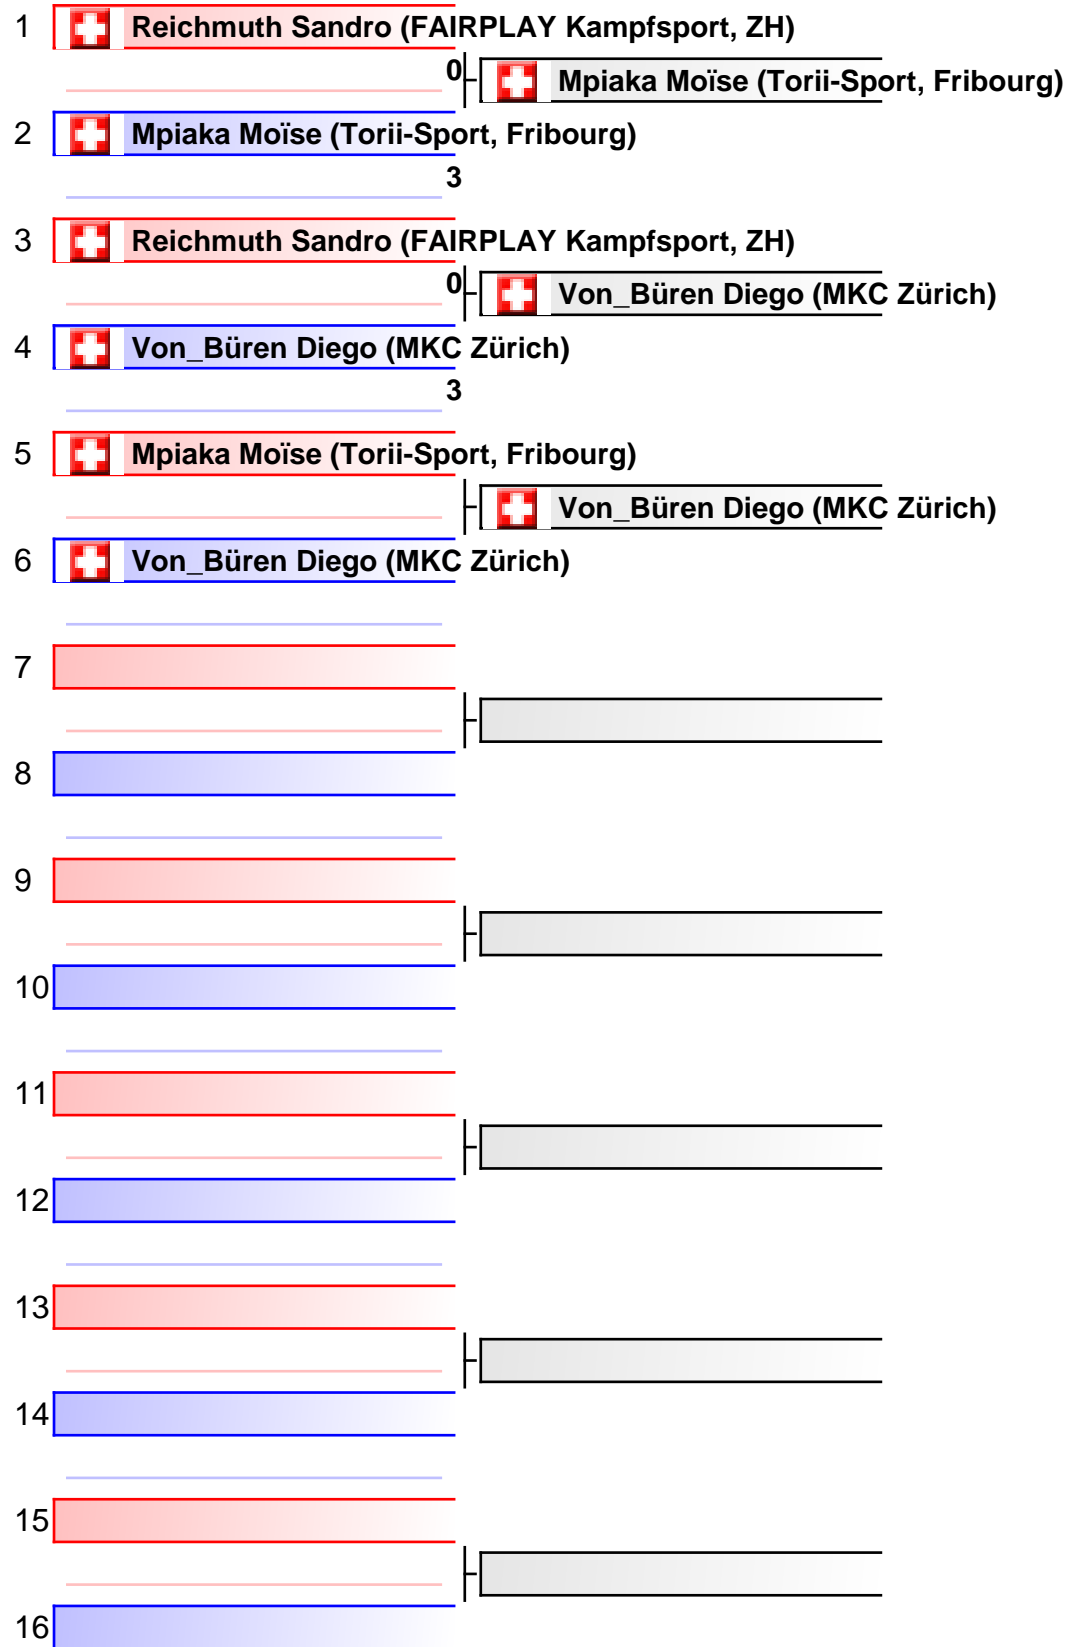 1 Reichmuth Sandro (FAIRPLAY Kampfsport, ZH)
0 Mpiaka Moïse (Torii-Sport, Fribourg)
2 Mpiaka Moïse (Torii-Sport, Fribourg)
3
3 Reichmuth Sandro (FAIRPLAY Kampfsport, ZH)
0 Von_Büren Diego (MKC Zürich)
4 Von_Büren Diego (MKC Zürich)
3
5 Mpiaka Moïse (Torii-Sport, Fribourg)
Von_Büren Diego (MKC Zürich)
6 Von_Büren Diego (MKC Zürich)
7
8
9
10
11
12
13
14
15
16